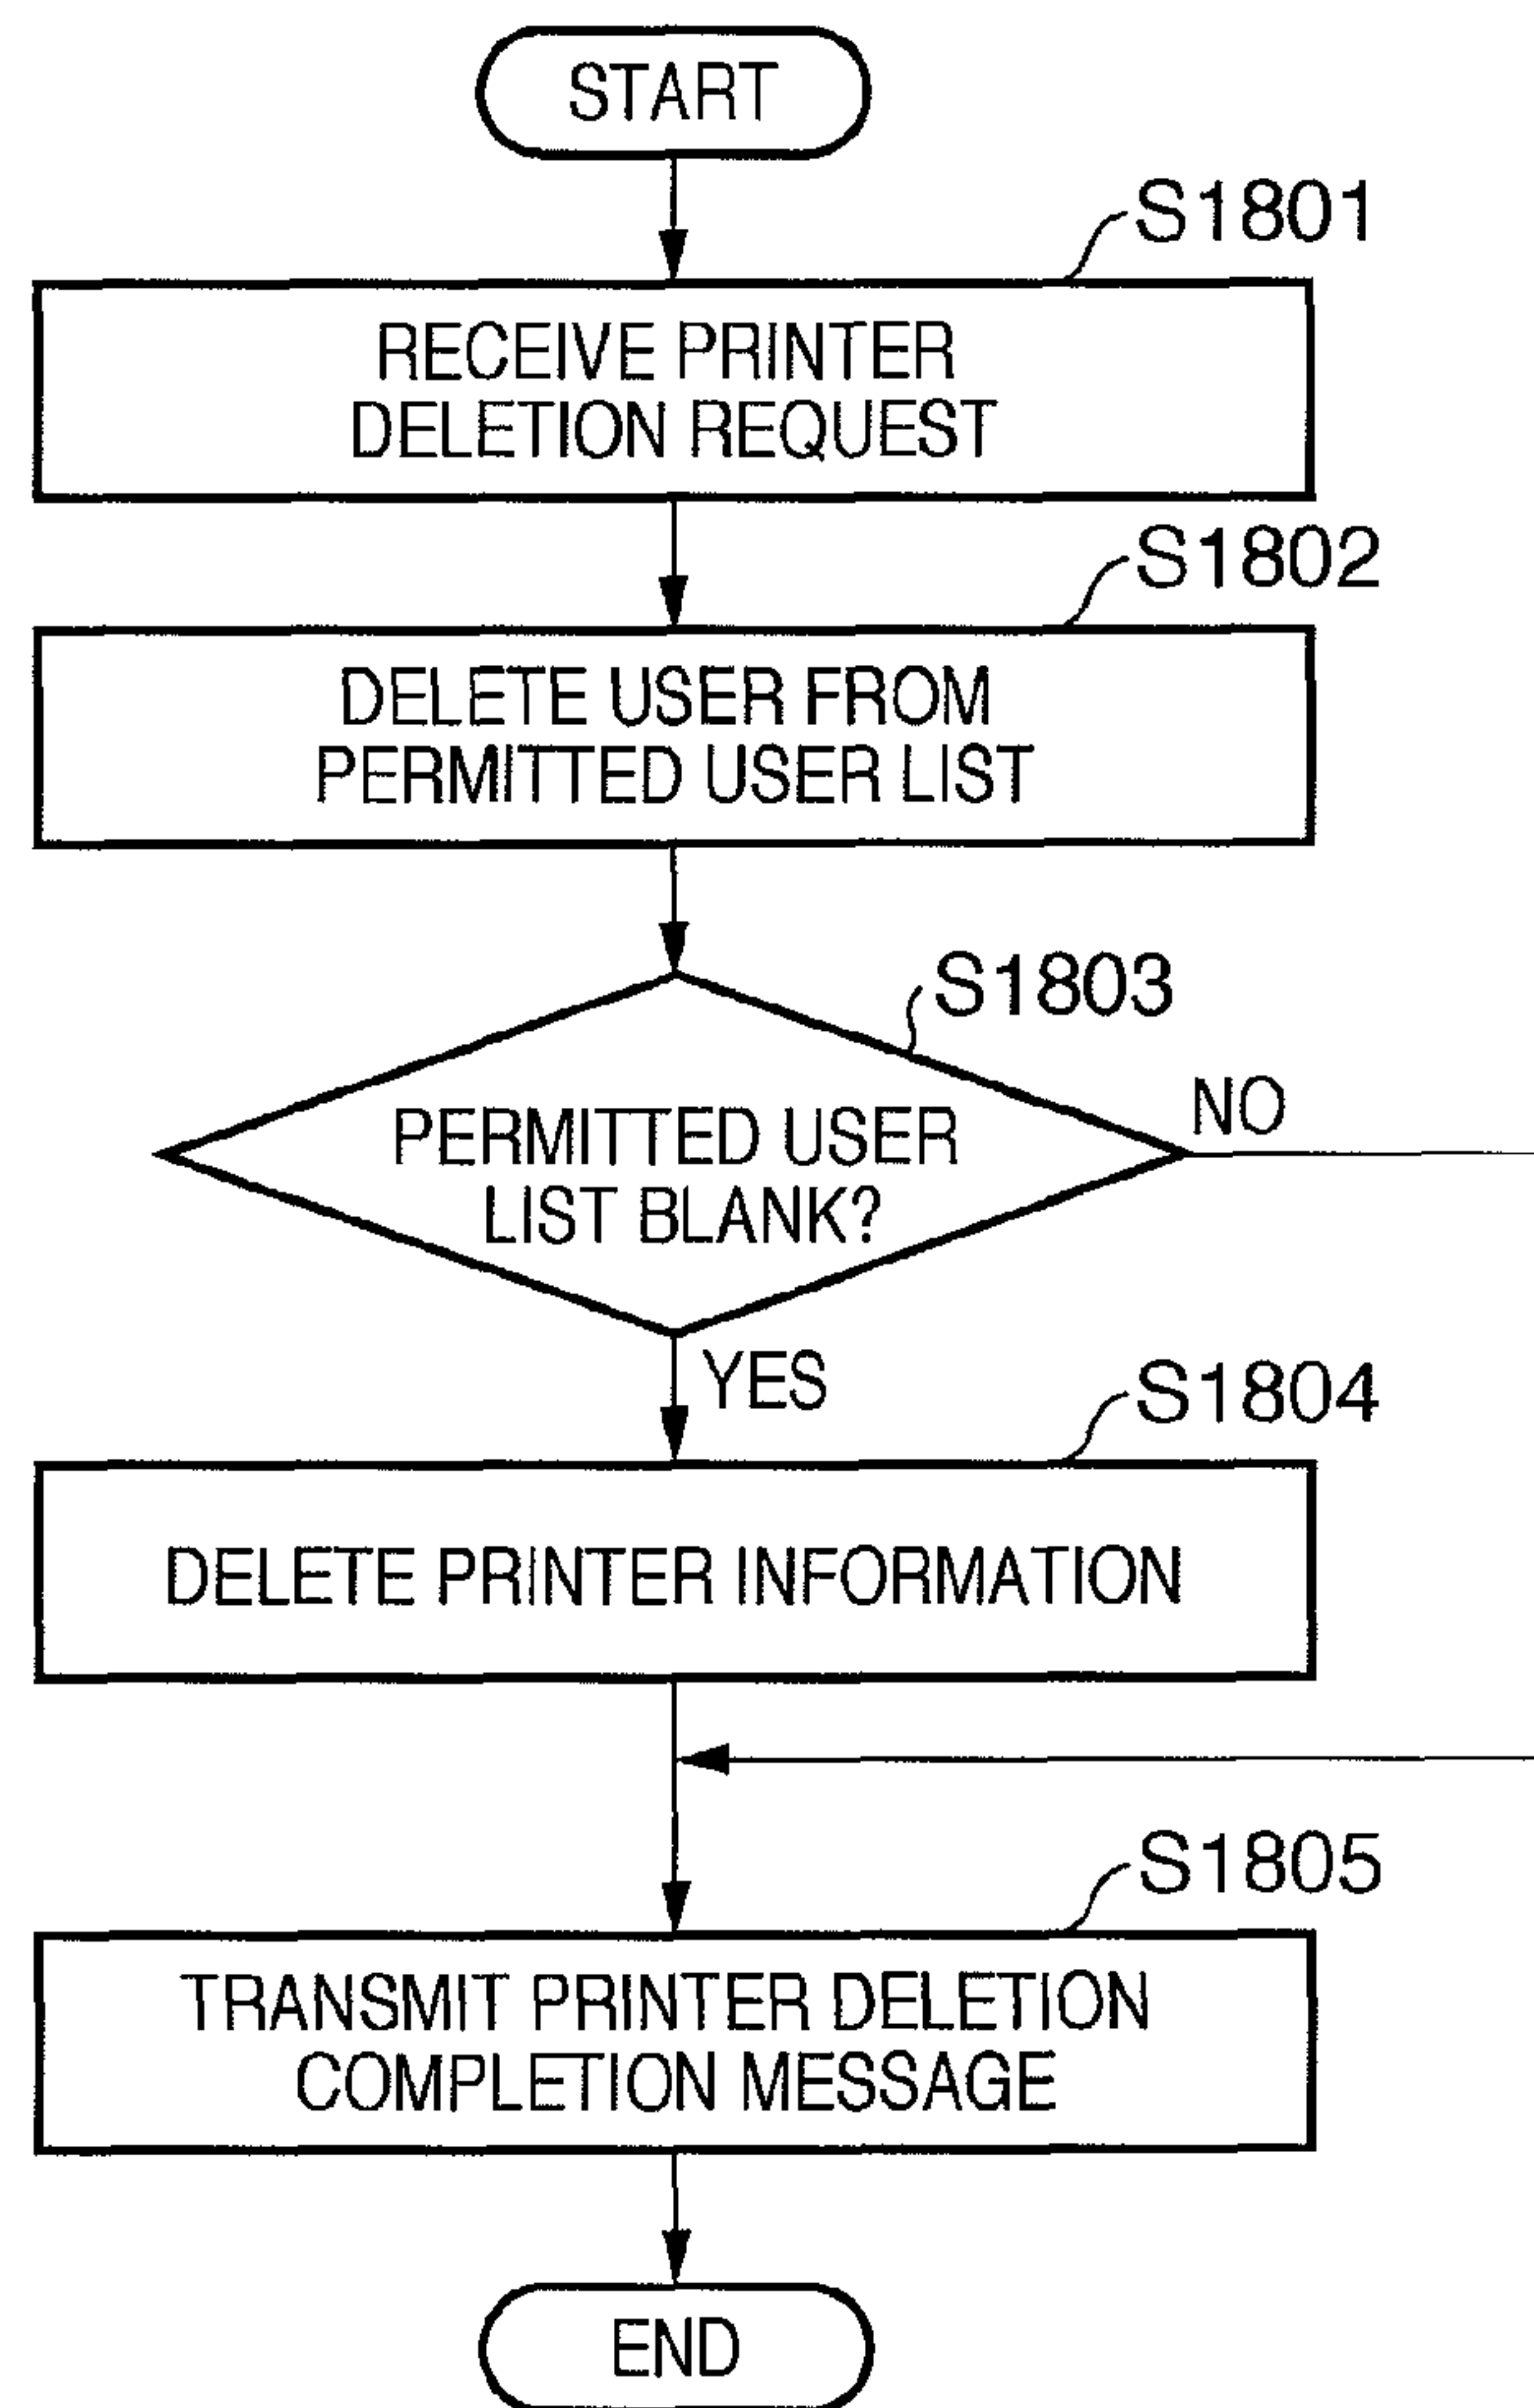 START
S1801
RECEIVE PRINTER
DELETION REQUEST
S1802
DELETE USER FROM
PERMITTED USER LIST
S1803
PERMITTED USER
LIST BLANK?
NO
YES
S1804
DELETE PRINTER INFORMATION
S1805
TRANSMIT PRINTER DELETION
COMPLETION MESSAGE
END